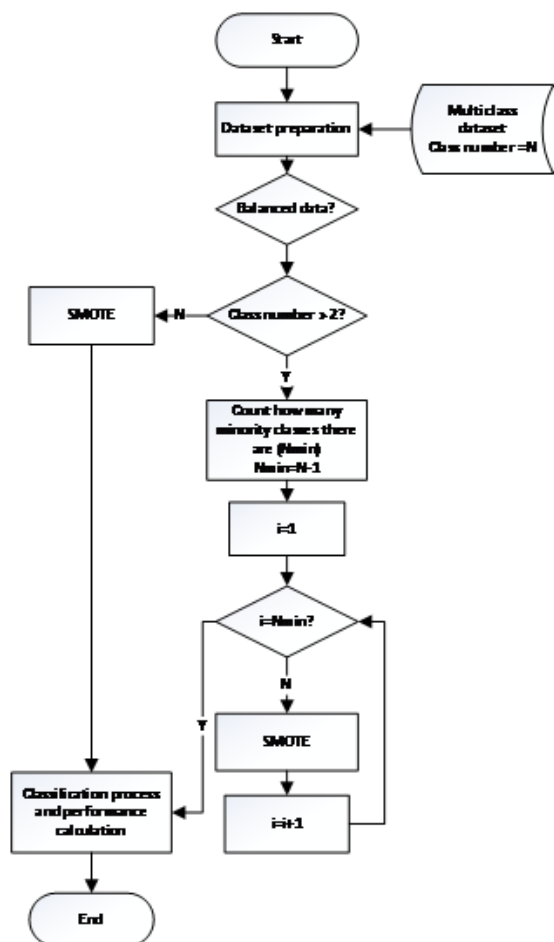 Start
Dataset preparation
Multiclass
dataset
Class number =N
Balanced data?
SMOTE
N
Class number > 2?
Y
Count how many
minority classes there
are (Nmin)
Nmin=N-1
i=1
i=Nmin?
N
Y
SMOTE
Classification process
and performance
calculation
i=i+1
End